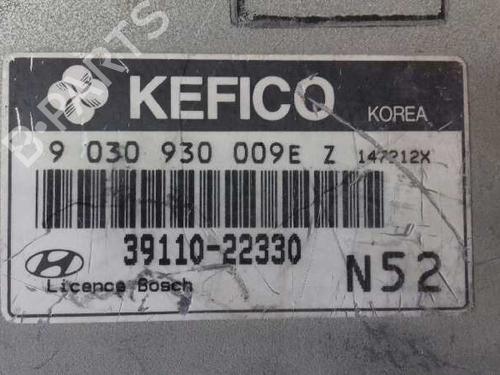 KEFICO KOREA
9 030 930 009E Z 147212X
39110-22330
Licence Bosch N52
B-PARTS